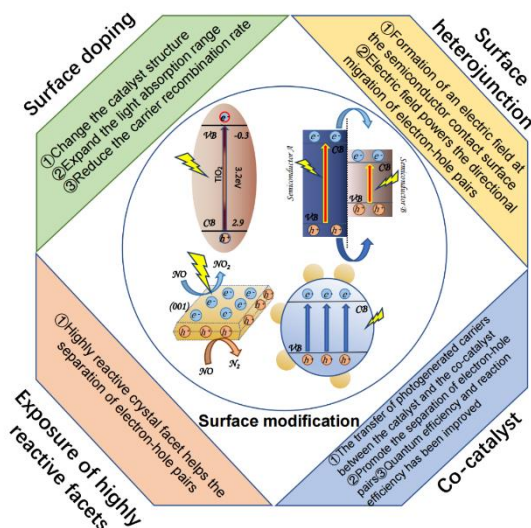 Surface doping
①Change the catalyst structure
②Expand the light absorption range
③Reduce the carrier recombination rate
Surface
heterojunction
①Formation of an electric field at
the semiconductor contact surface
②Electric field powers the directional
migration of electron-hole pairs
e⁻
VB
-0.3
TiO₂
3.2ev
CB
2.9
h⁺
e⁻ e⁻
CB
Semiconductor A
VB
h⁺ h⁺
e⁻ e⁻
CB
Semiconductor B
VB
h⁺ h⁺
NO
NO₂
(001)
e⁻ e⁻ e⁻
e⁻ e⁻ e⁻
e⁻ e⁻
h⁺ h⁺ h⁺ h⁺
h⁺ h⁺ h⁺
NO
N₂
e⁻ e⁻ e⁻
CB
VB
h⁺ h⁺ h⁺
Surface modification
Exposure of highly
reactive facets
①Highly reactive crystal facet helps the
separation of electron-hole pairs
①The transfer of photogenerated carriers
between the catalyst and the co-catalyst
②Promote the separation of electron-hole
pairs③Quantum efficiency and reaction
efficiency has been improved
Co-catalyst